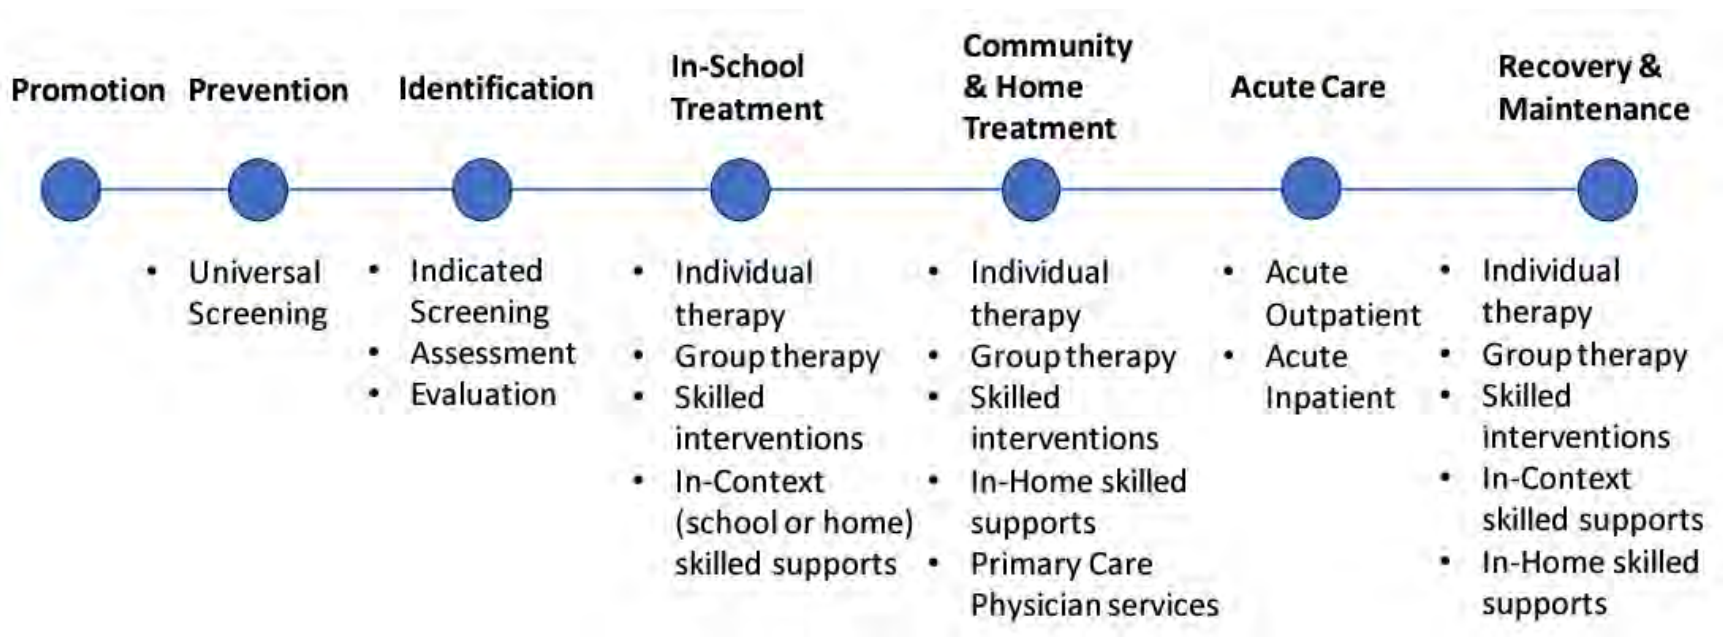 Promotion
Prevention
Identification
In-School
Treatment
Community
& Home
Treatment
Acute Care
Recovery &
Maintenance
• Universal
Screening
• Indicated
Screening
• Assessment
• Evaluation
• Individual
therapy
• Group therapy
• Skilled
interventions
• In-Context
(school or home)
skilled supports
• Individual
therapy
• Group therapy
• Skilled
interventions
• In-Home skilled
supports
• Primary Care
Physician services
• Acute
Outpatient
• Acute
Inpatient
• Individual
therapy
• Group therapy
• Skilled
interventions
• In-Context
skilled supports
• In-Home skilled
supports